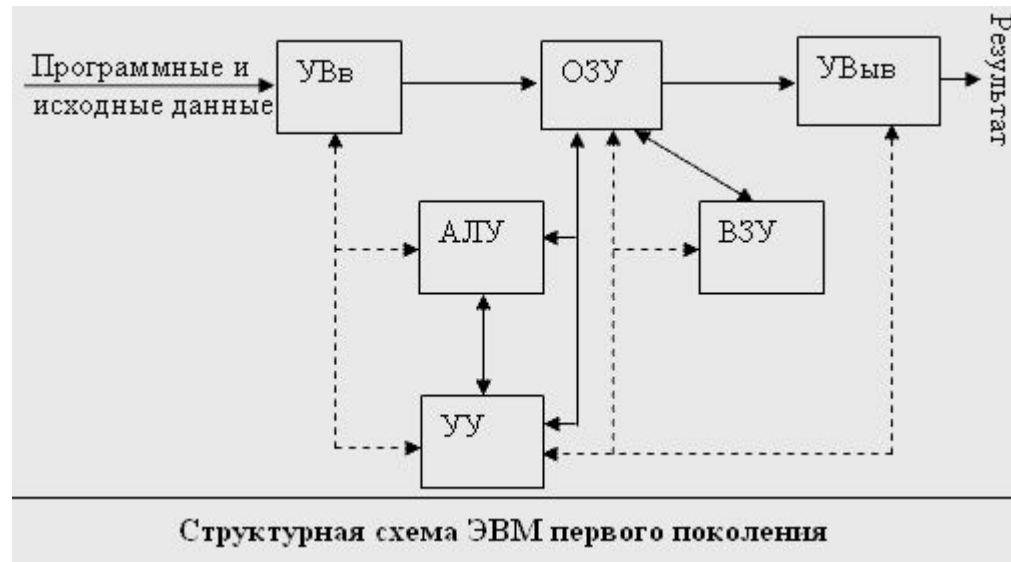 Программные и
исходные данные
УВв
ОЗУ
УВыв
Результат
АЛУ
ВЗУ
УУ
Структурная схема ЭВМ первого поколения